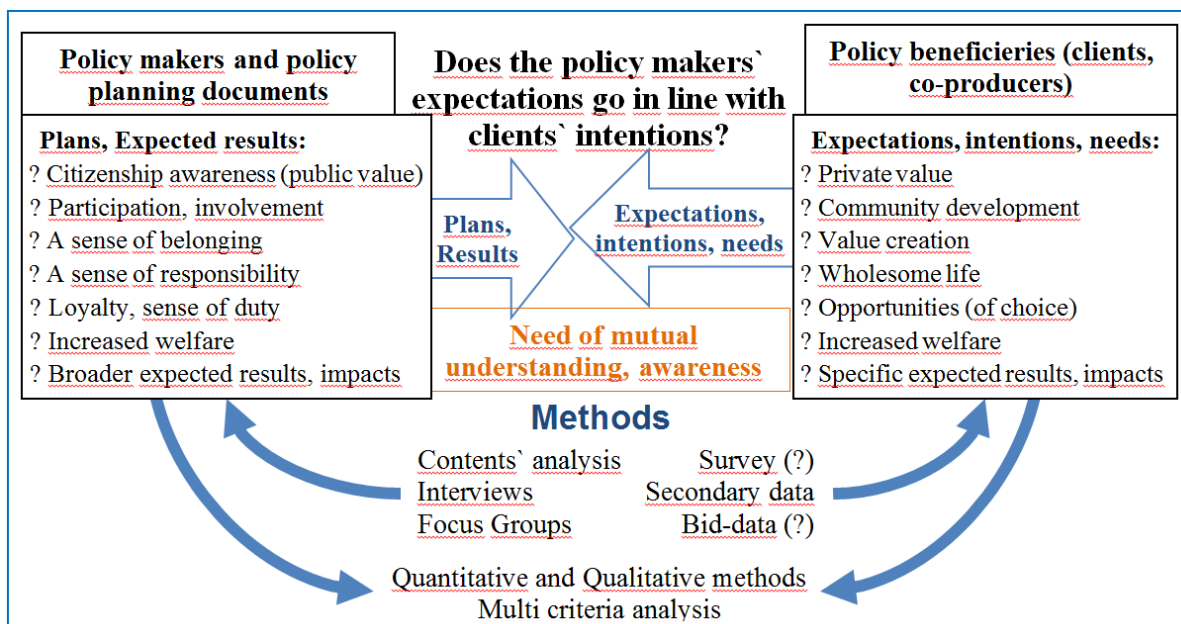 Policy makers and policy
planning documents
Plans, Expected results:
? Citizenship awareness (public value)
? Participation, involvement
? A sense of belonging
? A sense of responsibility
? Loyalty, sense of duty
? Increased welfare
? Broader expected results, impacts
Does the policy makers`
expectations go in line with
clients` intentions?
Plans,
Results
Expectations,
intentions, needs
Need of mutual
understanding, awareness
Policy beneficieries (clients,
co-producers)
Expectations, intentions, needs:
? Private value
? Community development
? Value creation
? Wholesome life
? Opportunities (of choice)
? Increased welfare
? Specific expected results, impacts
Methods
Contents` analysis
Interviews
Focus Groups
Survey (?)
Secondary data
Bid-data (?)
Quantitative and Qualitative methods
Multi criteria analysis